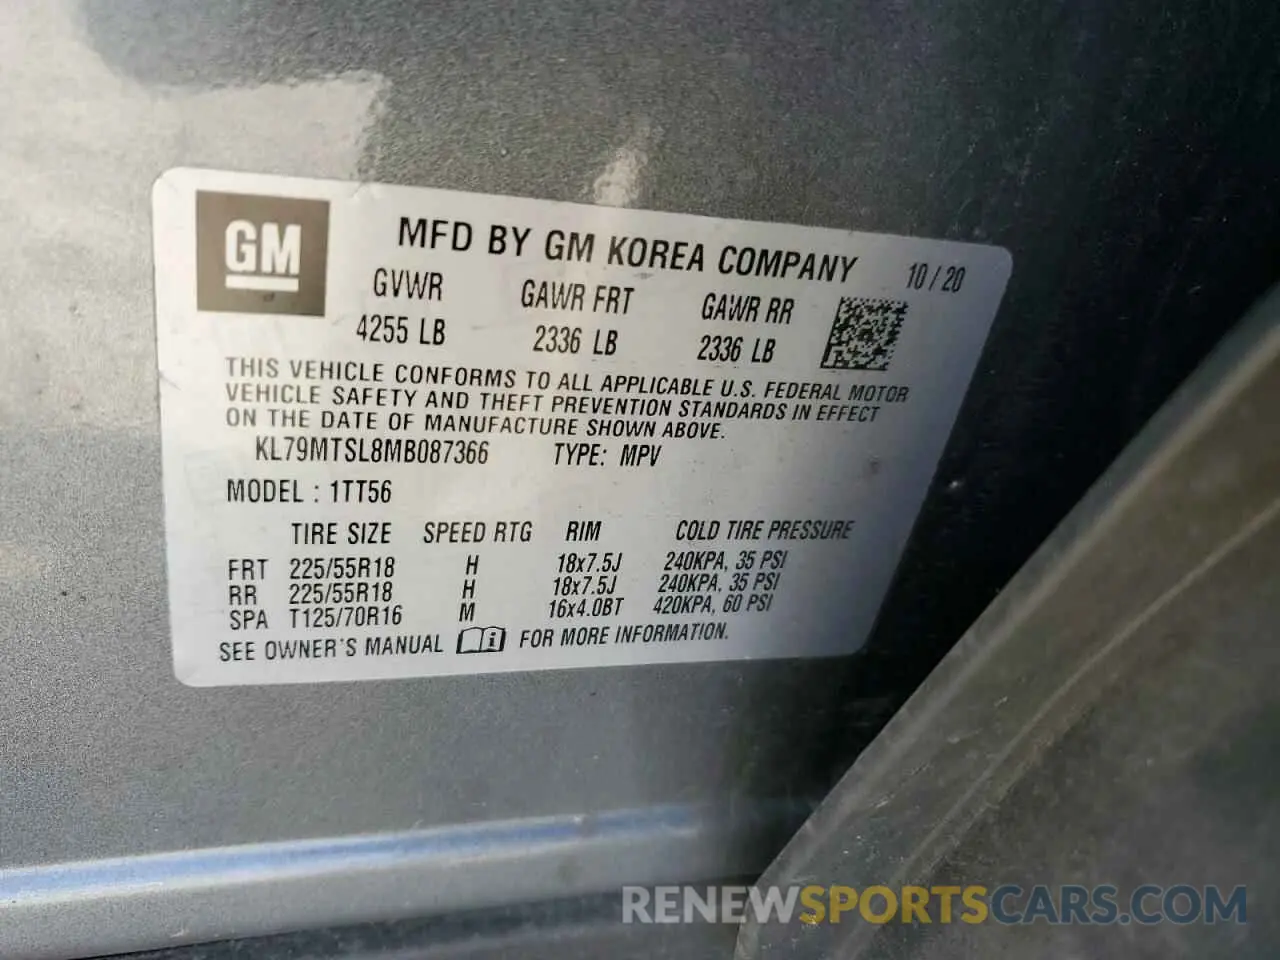 GM
MFD BY GM KOREA COMPANY 10/20
GVWR GAWR FRT GAWR RR
4255 LB 2336 LB 2336 LB
THIS VEHICLE CONFORMS TO ALL APPLICABLE U.S. FEDERAL MOTOR
VEHICLE SAFETY AND THEFT PREVENTION STANDARDS IN EFFECT
ON THE DATE OF MANUFACTURE SHOWN ABOVE.
KL79MTSL8MB087366 TYPE: MPV
MODEL : 1TT56
TIRE SIZE SPEED RTG RIM COLD TIRE PRESSURE
FRT 225/55R18 H 18x7.5J 240KPA, 35 PSI
RR 225/55R18 H 18x7.5J 240KPA, 35 PSI
SPA T125/70R16 M 16x4.0BT 420KPA, 60 PSI
SEE OWNER'S MANUAL i FOR MORE INFORMATION.
RENEWSPORTSCARS.COM